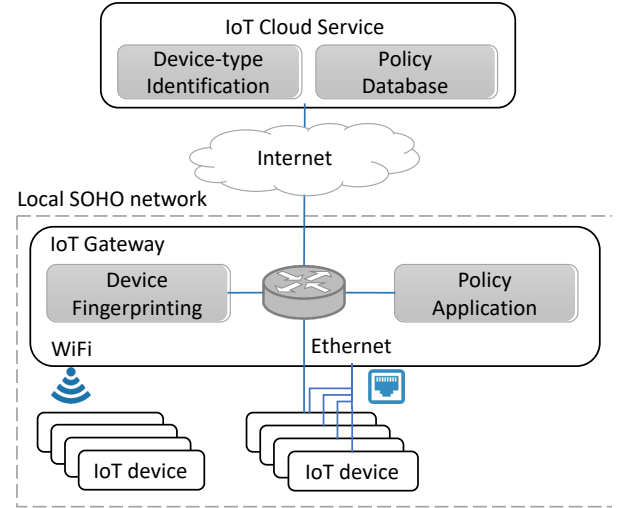 IoT Cloud Service
Device-type
Identification
Policy
Database
Internet
Local SOHO network
IoT Gateway
Device
Fingerprinting
Policy
Application
WiFi
Ethernet
IoT device
IoT device